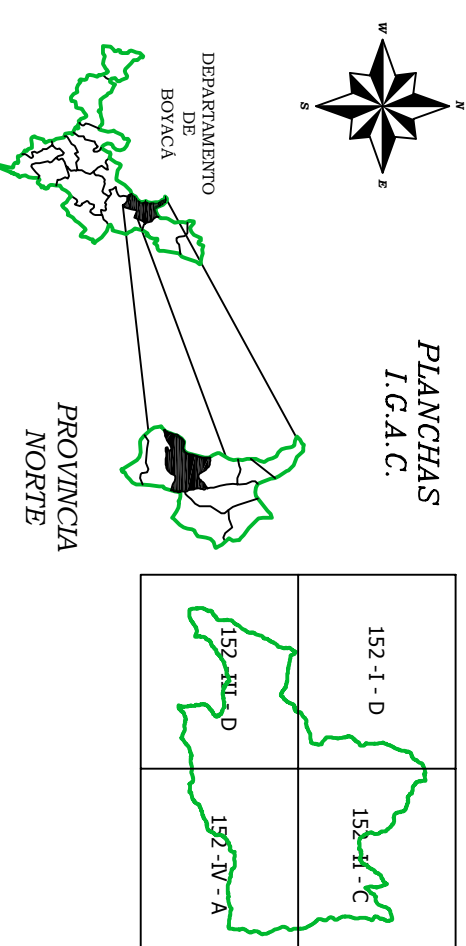 N
W
E
S
PLANCHAS
I.G.A.C.
DEPARTAMENTO
DE
BOYACÁ
PROVINCIA
NORTE
152 -I - D
152 -II - C
152 -III - D
152 -IV - A